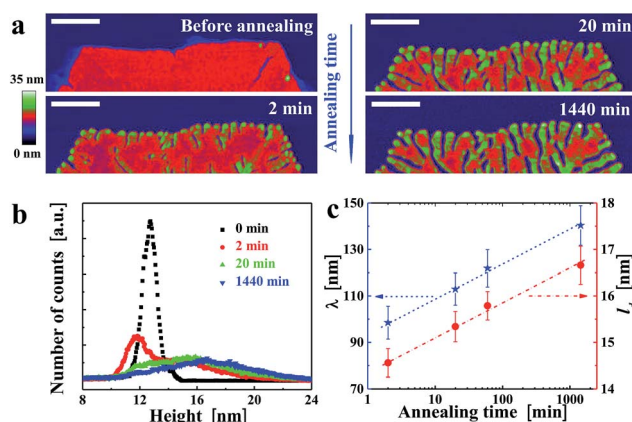 a
Before annealing
20 min
35 nm
0 nm
2 min
1440 min
Annealing time
b
0 min
2 min
20 min
1440 min
Number of counts [a.u.]
8 12 16 20 24
Height [nm]
c
150
130
110
90
70
λ [nm]
18
17
16
15
14
[nm]
1 10 100 1000
Annealing time [min]